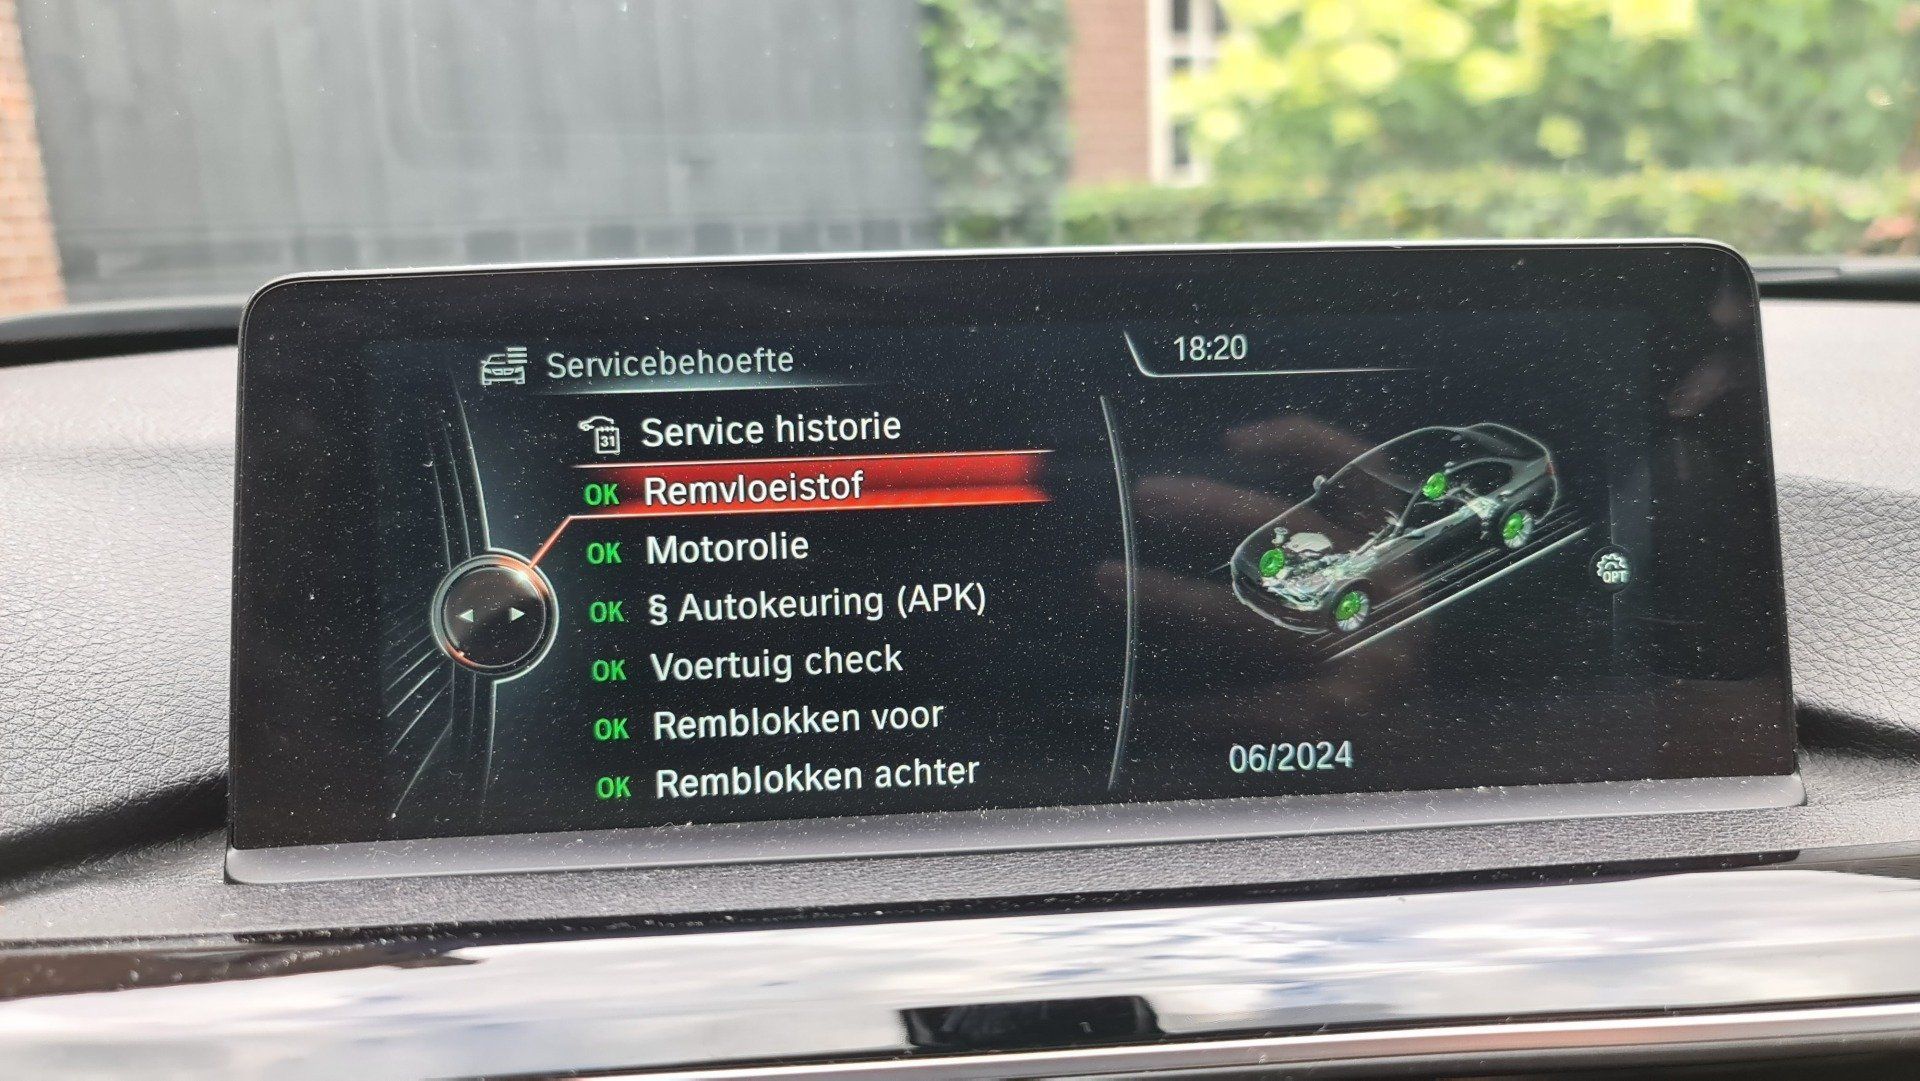 Servicebehoefte
18:20
31
Service historie
OK Remvloeistof
OK Motorolie
OK § Autokeuring (APK)
OK Voertuig check
OK Remblokken voor
OK Remblokken achter
OPT
06/2024